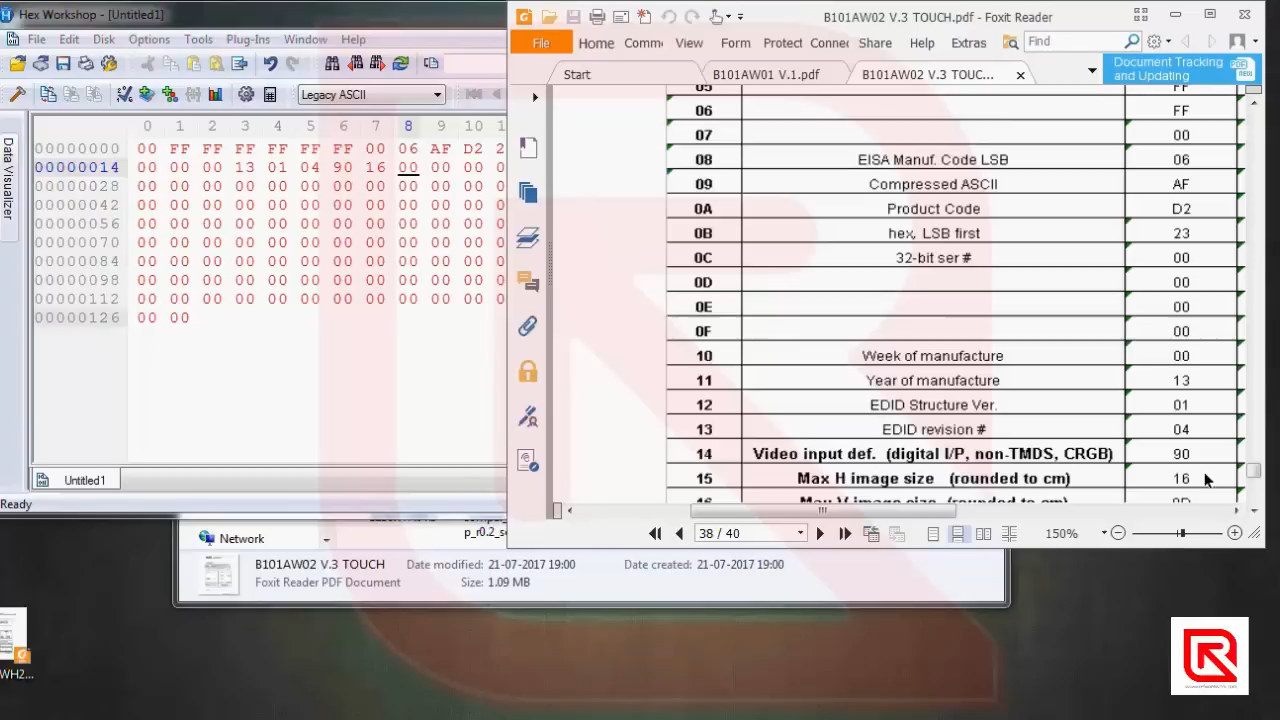 Hex Workshop - [Untitled1]
File Edit Disk Options Tools Plug-Ins Window Help
Legacy ASCII
Data Visualizer
0 1 2 3 4 5 6 7 8 9 10 1
00000000 00 FF FF FF FF FF FF 00 06 AF D2 2
00000014 00 00 00 13 01 04 90 16 00 00 00 0
00000028 00 00 00 00 00 00 00 00 00 00 00 0
00000042 00 00 00 00 00 00 00 00 00 00 00 0
00000056 00 00 00 00 00 00 00 00 00 00 00 0
00000070 00 00 00 00 00 00 00 00 00 00 00 0
00000084 00 00 00 00 00 00 00 00 00 00 00 0
00000098 00 00 00 00 00 00 00 00 00 00 00 0
00000112 00 00 00 00 00 00 00 00 00 00 00 0
00000126 00 00
Untitled1
Ready
B101AW02 V.3 TOUCH.pdf - Foxit Reader
File Home Comm View Form Protect Connec Share Help Extras Find
Start B101AW01 V.1.pdf B101AW02 V.3 TOUC...
Document Tracking
and Updating
05 FF
06 FF
07 00
08 EISA Manuf. Code LSB 06
09 Compressed ASCII AF
0A Product Code D2
0B hex, LSB first 23
0C 32-bit ser # 00
0D 00
0E 00
0F 00
10 Week of manufacture 00
11 Year of manufacture 13
12 EDID Structure Ver. 01
13 EDID revision # 04
14 Video input def. (digital I/P, non-TMDS, CRGB) 90
15 Max H image size (rounded to cm) 16
16 Max V image size (rounded to cm) 0D
38 / 40
150%
Network
p_r0.2_s
B101AW02 V.3 TOUCH Date modified: 21-07-2017 19:00 Date created: 21-07-2017 19:00
Foxit Reader PDF Document Size: 1.09 MB
WH2...